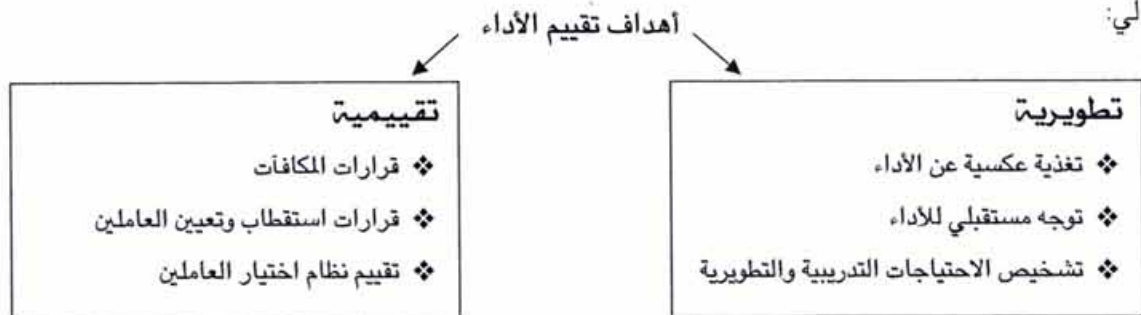 لي:
أهداف تقييم الأداء
تطويرية
❖ تغذية عكسية عن الأداء
❖ توجه مستقبلي للأداء
❖ تشخيص الاحتياجات التدريبية والتطويرية
تقييمية
❖ قرارات المكافآت
❖ قرارات استقطاب وتعيين العاملين
❖ تقييم نظام اختيار العاملين